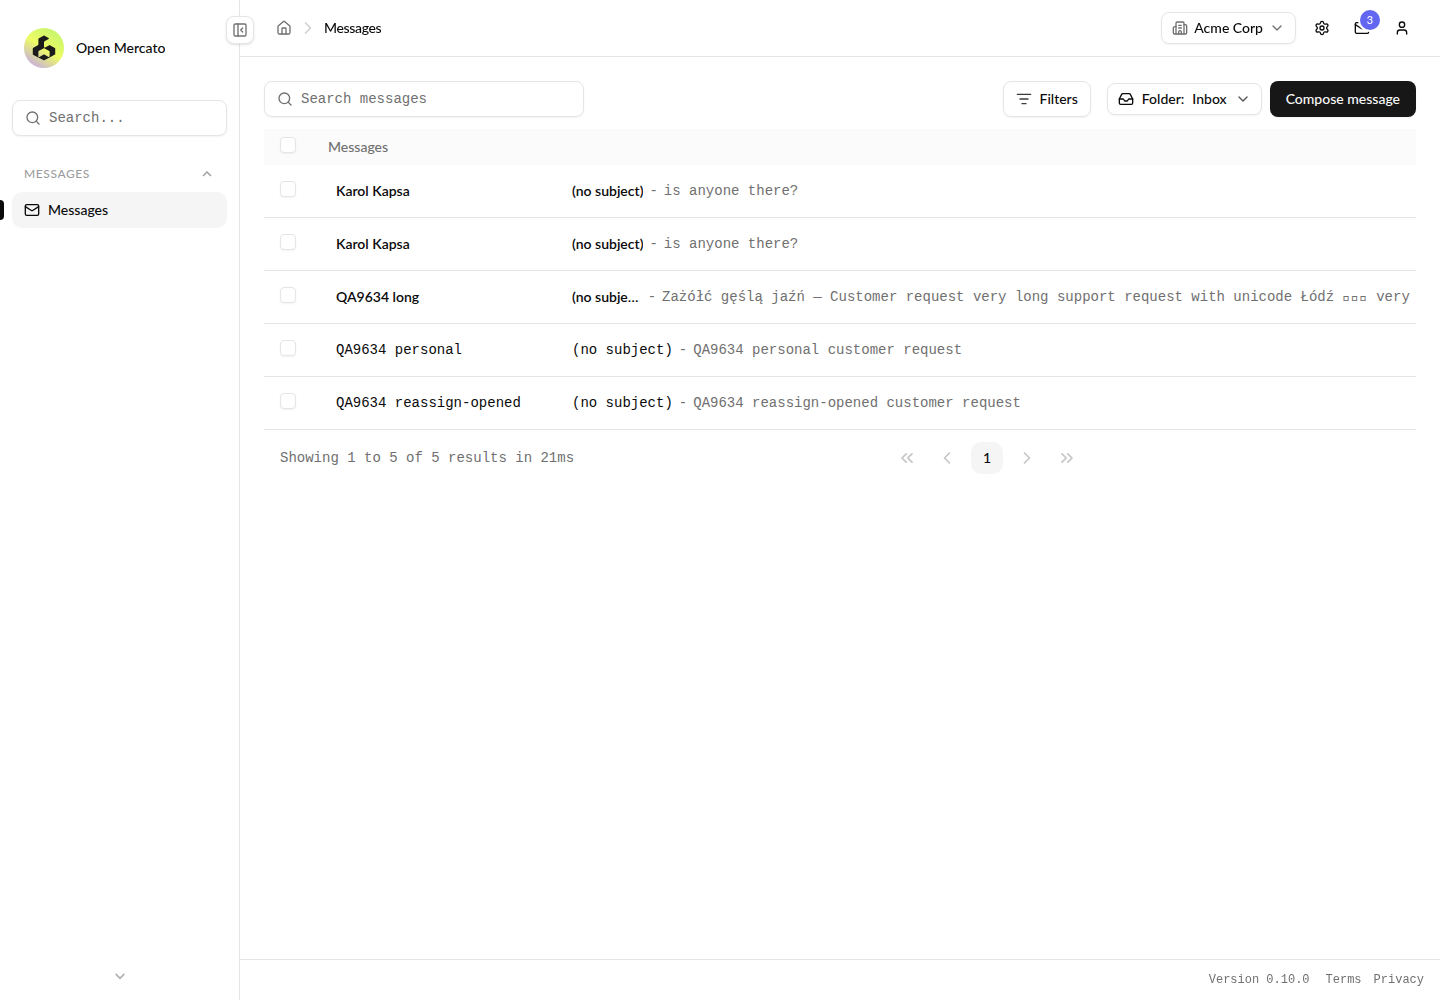 Open Mercato
Messages
Acme Corp
3
Search...
MESSAGES
Messages
Search messages
Filters
Folder: Inbox
Compose message
Messages
Karol Kapsa (no subject) - is anyone there?
Karol Kapsa (no subject) - is anyone there?
QA9634 long (no subje... - Zażółć gęślą jaźń — Customer request very long support request with unicode Łódź □□□ very
QA9634 personal (no subject) - QA9634 personal customer request
QA9634 reassign-opened (no subject) - QA9634 reassign-opened customer request
Showing 1 to 5 of 5 results in 21ms
1
Version 0.10.0 Terms Privacy